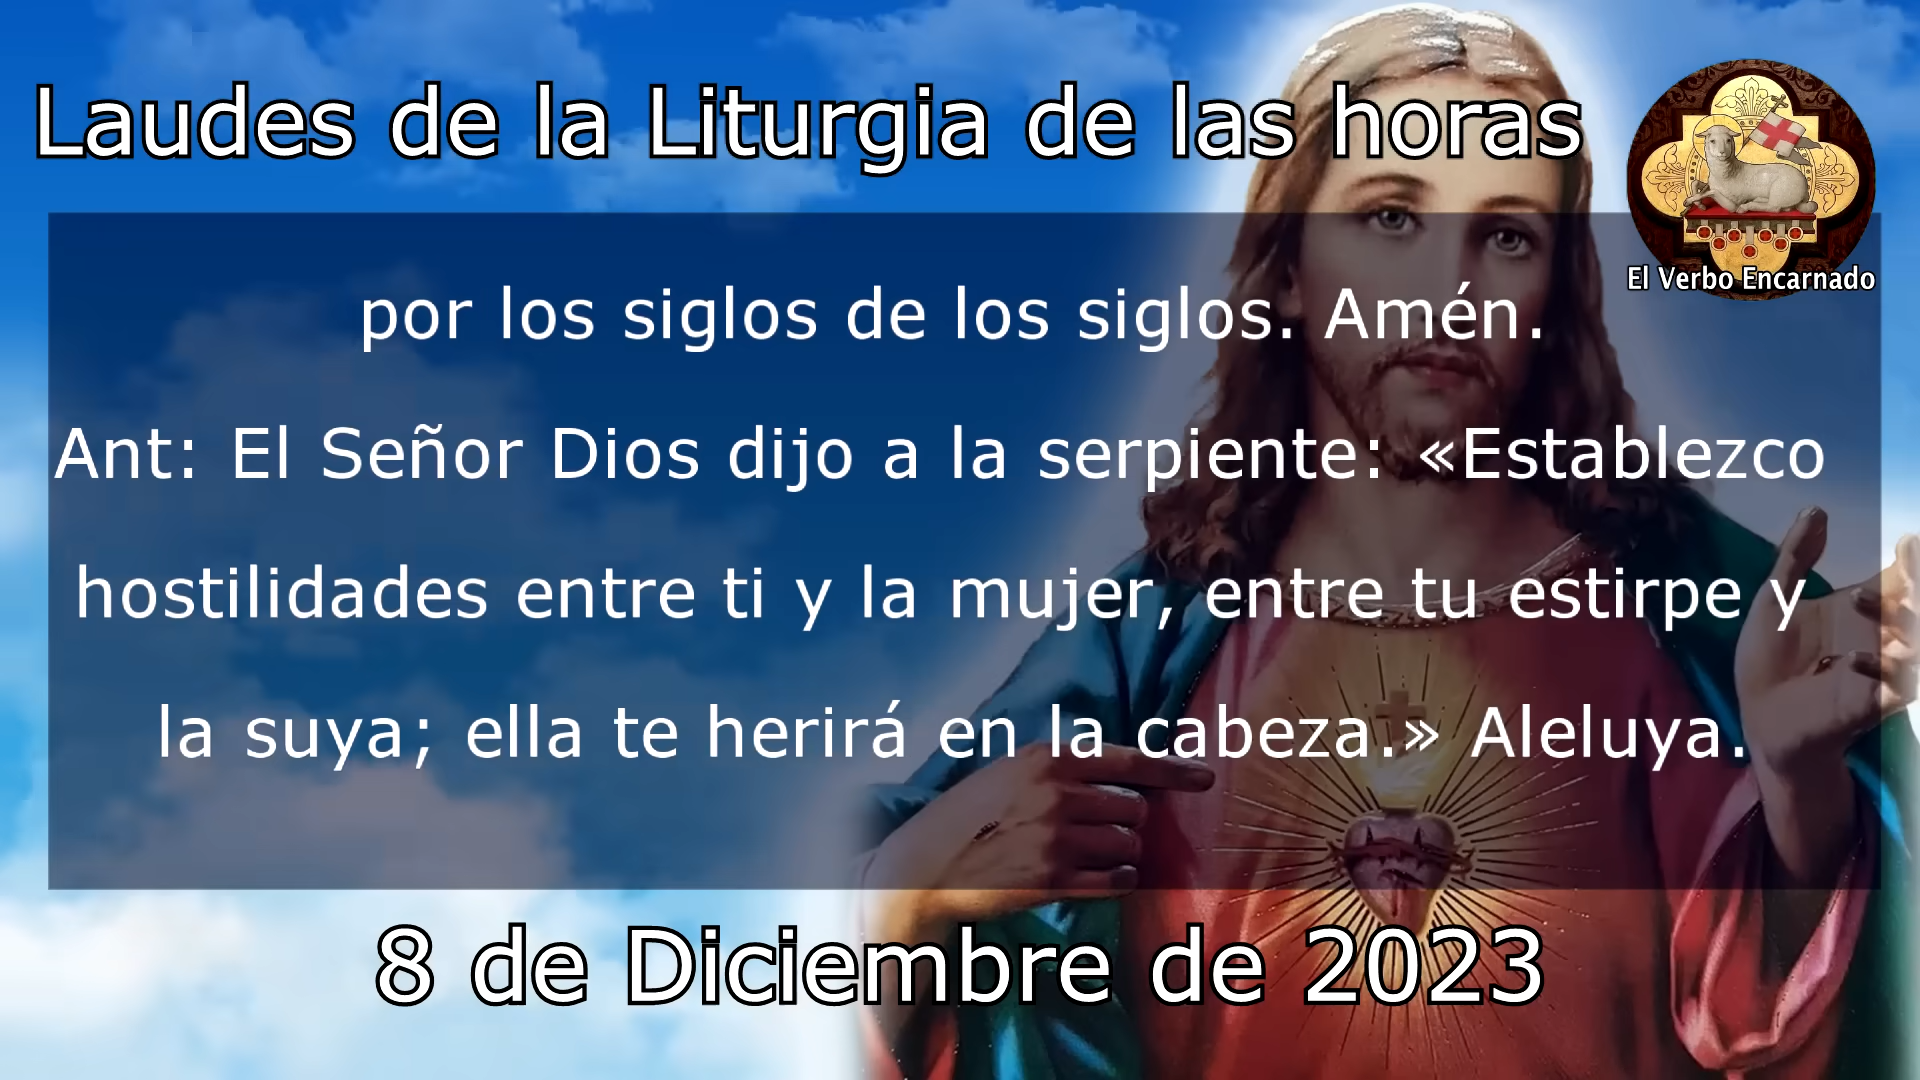 Laudes de la Liturgia de las horas
El Verbo Encarnado
por los siglos de los siglos. Amén.
Ant: El Señor Dios dijo a la serpiente: «Establezco
hostilidades entre ti y la mujer, entre tu estirpe y
la suya; ella te herirá en la cabeza.» Aleluya.
8 de Diciembre de 2023